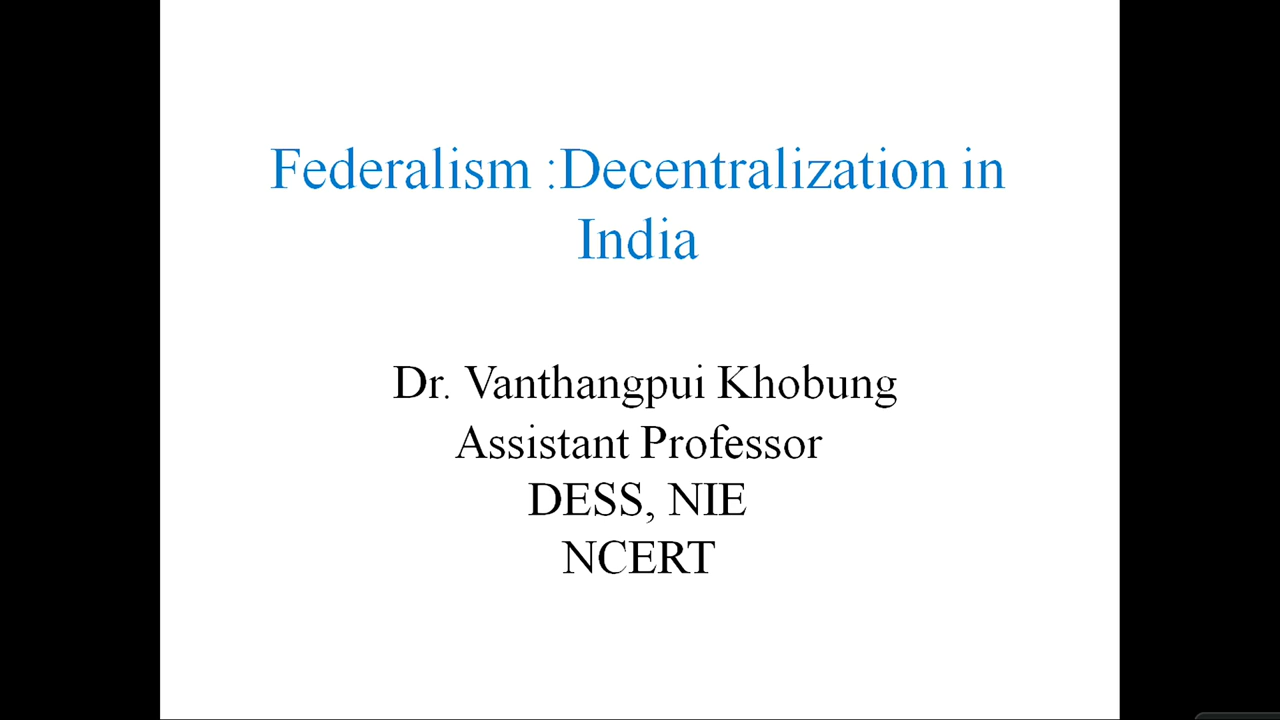 Federalism :Decentralization in
India
Dr. Vanthangpui Khobung
Assistant Professor
DESS, NIE
NCERT